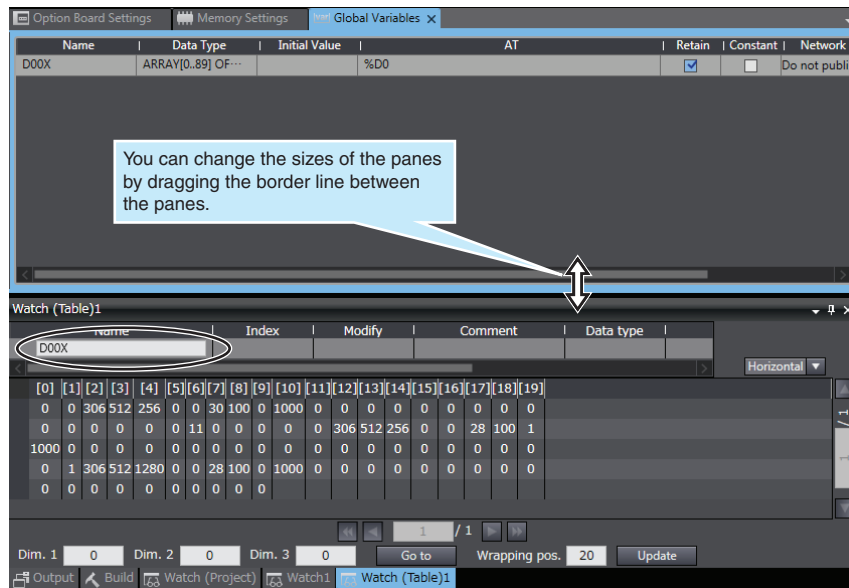 Option Board Settings Memory Settings Global Variables
Name Data Type Initial Value AT Retain Constant Network
D00X ARRAY[0..89] OF··· %D0 Do not publi
You can change the sizes of the panes
by dragging the border line between
the panes.
Watch (Table)1
Name Index Modify Comment Data type
D00X
Horizontal
[0] [1] [2] [3] [4] [5] [6] [7] [8] [9] [10] [11] [12] [13] [14] [15] [16] [17] [18] [19]
0 0 306 512 256 0 0 30 100 0 1000 0 0 0 0 0 0 0 0 0
0 0 0 0 0 0 11 0 0 0 0 0 306 512 256 0 0 28 100 1
1000 0 0 0 0 0 0 0 0 0 0 0 0 0 0 0 0 0 0 0
0 1 306 512 1280 0 0 28 100 0 1000 0 0 0 0 0 0 0 0 0
0 0 0 0 0 0 0 0 0 0
1 / 1
1 / 1
Dim. 1 0 Dim. 2 0 Dim. 3 0 Go to Wrapping pos. 20 Update
Output Build Watch (Project) Watch1 Watch (Table)1